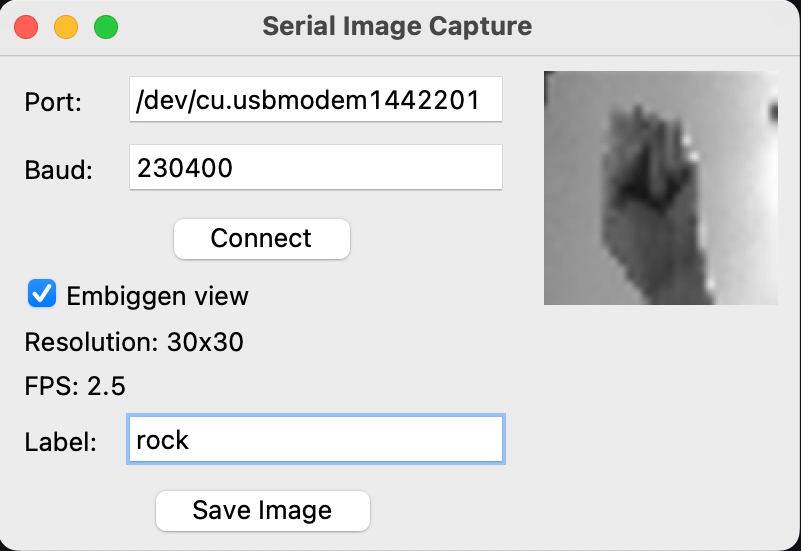 Serial Image Capture
Port: /dev/cu.usbmodem1442201
Baud: 230400
Connect
Embiggen view
Resolution: 30x30
FPS: 2.5
Label: rock
Save Image